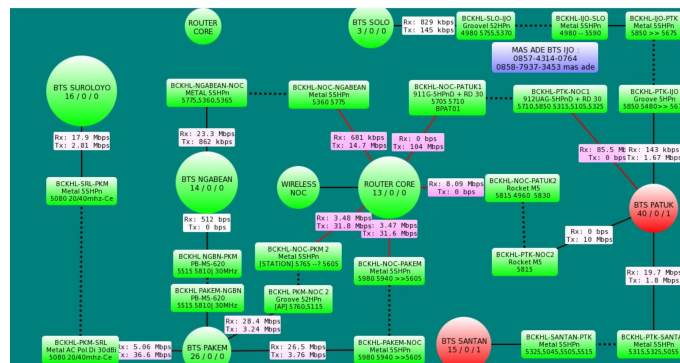 ROUTER
CORE
BTS SOLO
3 / 0 / 0
Rx: 829 kbps
Tx: 145 kbps
BCKHL-SLO-IJO
Groovel 52HPn
4980 5755,5370
BCKHL-IJO-SLO
Metal 5SHPn
4980 -- 5590
BCKHL-IJO-PTK
Metal 5SHPn
5850 >> 5675
MAS ADE BTS IJO :
0857-4314-0764
0858-7937-3453 mas ade
BTS SUROLOYO
16 / 0 / 0
BCKHL-NGABEAN-NOC
Metal 5SHPn
5775,5360,5365
BCKHL-NOC-NGABEAN
Metal 5SHPn
5360 5775
BCKHL-NOC-PATUK1
911G-5HPnD + RD 30
5705 5710
BPAT01
BCKHL-PTK-NOC1
912UAG-5HPnD + RD 30
5710,5850 5315,5105,5325
BCKHL-PTK-IJO
Groove 5HPn
5850 5480>> 567
Rx: 17.9 Mbps
Tx: 2.81 Mbps
Rx: 23.3 Mbps
Tx: 862 kbps
Rx: 681 kbps
Tx: 14.7 Mbps
Rx: 0 bps
Tx: 104 Mbps
Rx: 85.5 Mb
Tx: 0 bps
Rx: 143 kbps
Tx: 1.67 Mbps
BCKHL-SRL-PKM
Metal 5SHPn
5080 20/40mhz-Ce
BTS NGABEAN
14 / 0 / 0
WIRELESS
NOC
ROUTER CORE
13 / 0 / 0
Rx: 8.09 Mbps
Tx: 0 bps
BCKHL-NOC-PATUK2
Rocket M5
5815 4960 5830
BTS PATUK
40 / 0 / 1
Rx: 512 bps
Tx: 0 bps
Rx: 3.48 Mbps
Tx: 31.8 Mbps
Rx: 3.47 Mbps
Tx: 31.6 Mbps
Rx: 0 bps
Tx: 10 Mbps
BCKHL NGBN-PKM
PB-M5-620
5515 5810| 30MHz
BCKHL-NOC-PKM 2
Metal 5SHPn
[STATION] 5765 --? 5605
BCKHL-NOC-PAKEM
Metal 5SHPn
5980 5940 >>5605
BCKHL-PTK-NOC2
Rocket M5
5815
Rx: 19.7 Mbps
Tx: 1.8 Mbps
BCKHL PAKEM-NGBN
PB-M5-620
5515 5810| 30MHz
BCKHL PKM-NOC 2
Groove 52HPn
[AP] 5760,5115
Rx: 28.4 Mbps
Tx: 3.24 Mbps
BCKHL-PKM-SRL
Metal AC Pol Di 30dBi
5080 20/40mhz-Ce
Rx: 5.06 Mbps
Tx: 36.6 Mbps
BTS PAKEM
26 / 0 / 0
Rx: 26.5 Mbps
Tx: 3.76 Mbps
BCKHL-PAKEM-NOC
Metal 5SHPn
5980 5940 >>5605
BTS SANTAN
15 / 0 / 1
BCKHL-SANTAN-PTK
Metal 5SHPn
5325,5045,5505,5515
BCKHL-PTK-SANTA
Metal 5SHPn
5315,5325,505